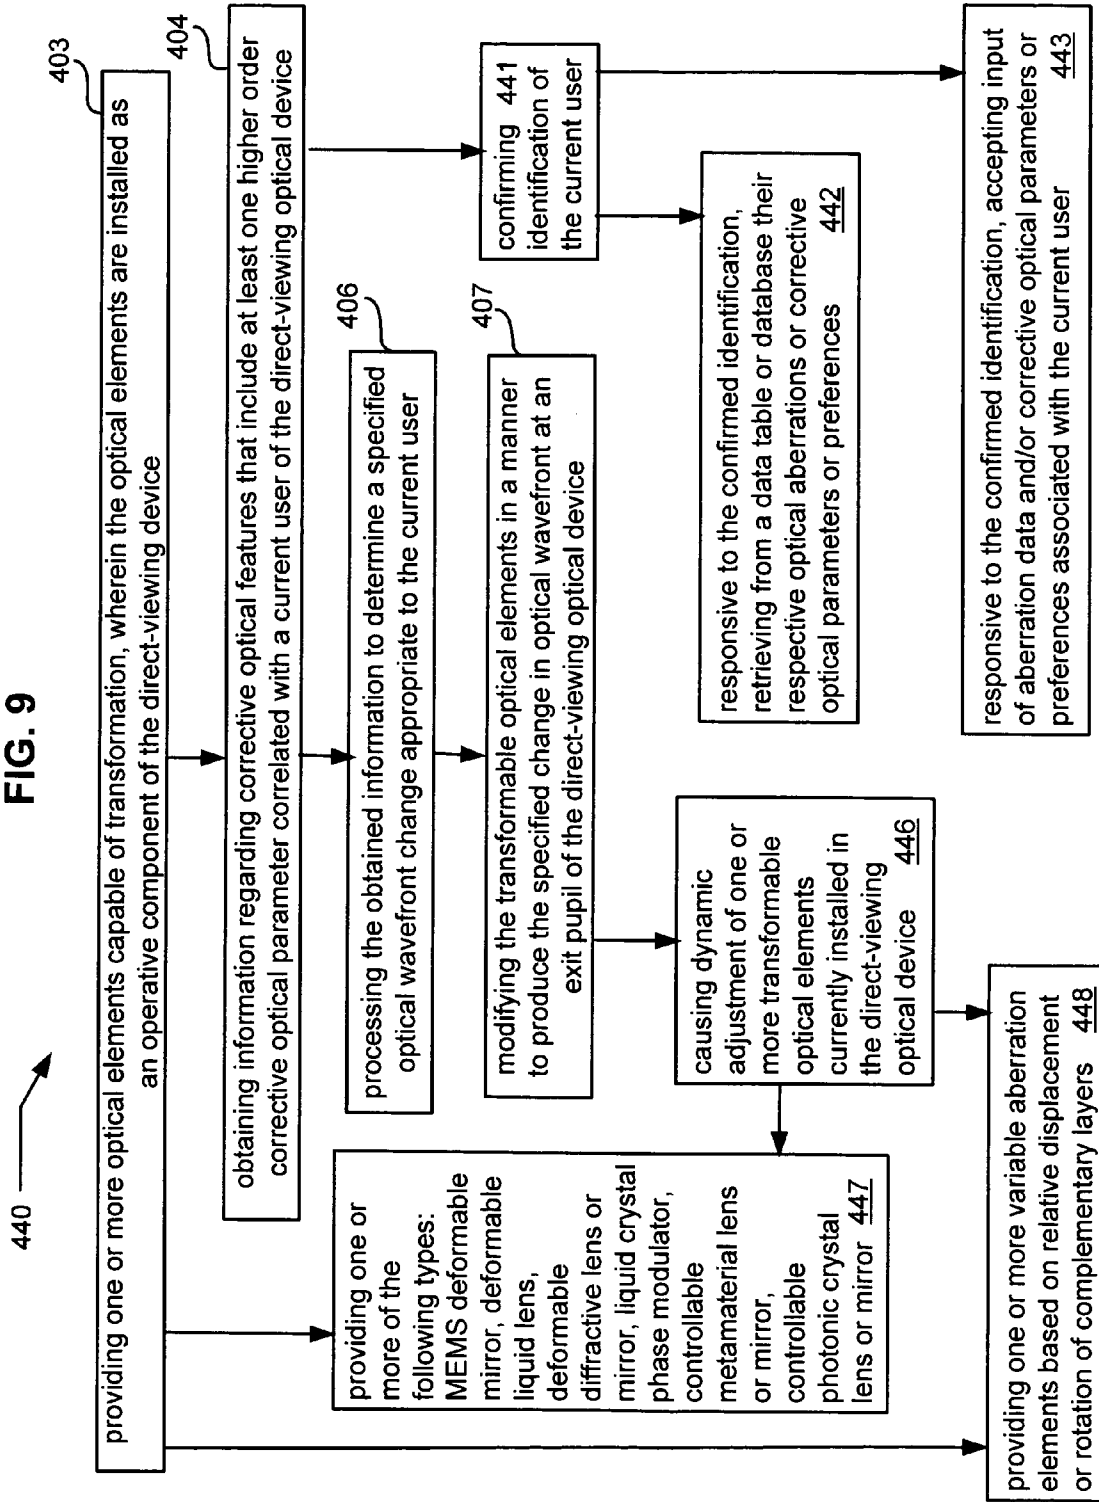 FIG. 9
440
403
providing one or more optical elements capable of transformation, wherein the optical elements are installed as
an operative component of the direct-viewing device
404
obtaining information regarding corrective optical features that include at least one higher order
corrective optical parameter correlated with a current user of the direct-viewing optical device
406
processing the obtained information to determine a specified
optical wavefront change appropriate to the current user
407
modifying the transformable optical elements in a manner
to produce the specified change in optical wavefront at an
exit pupil of the direct-viewing optical device
confirming 441
identification of
the current user
responsive to the confirmed identification,
retrieving from a data table or database their
respective optical aberrations or corrective
optical parameters or preferences 442
responsive to the confirmed identification, accepting input
of aberration data and/or corrective optical parameters or
preferences associated with the current user 443
causing dynamic
adjustment of one or
more transformable
optical elements
currently installed in
the direct-viewing
optical device 446
providing one or
more of the
following types:
MEMS deformable
mirror, deformable
liquid lens,
deformable
diffractive lens or
mirror, liquid crystal
phase modulator,
controllable
metamaterial lens
or mirror,
controllable
photonic crystal
lens or mirror 447
providing one or more variable aberration
elements based on relative displacement
or rotation of complementary layers 448